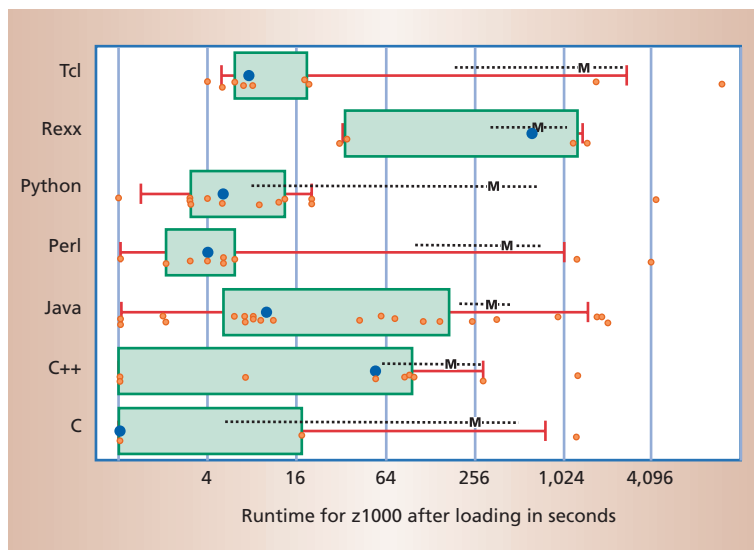 Tcl
M
Rexx
M
Python
M
Perl
M
Java
M
C++
M
C
M
4 16 64 256 1,024 4,096
Runtime for z1000 after loading in seconds